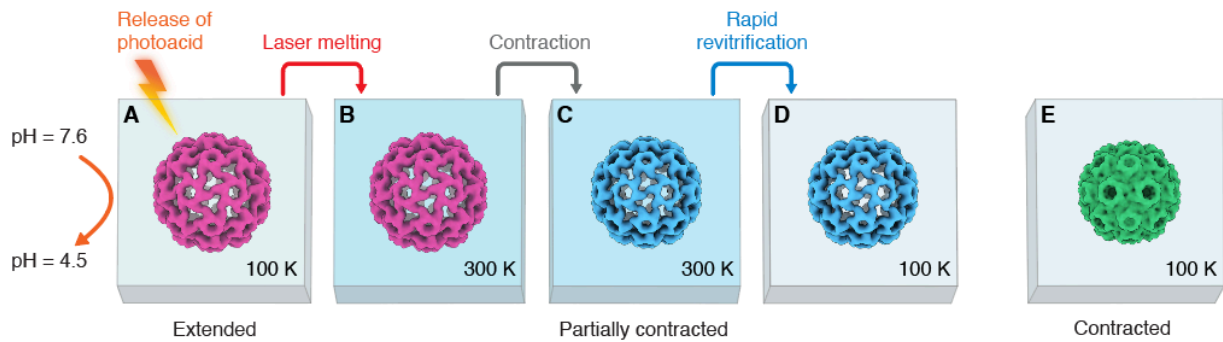 Release of
photoacid
Laser melting
Contraction
Rapid
revitrification
pH = 7.6
pH = 4.5
A
100 K
B
300 K
C
300 K
D
100 K
E
100 K
Extended
Partially contracted
Contracted